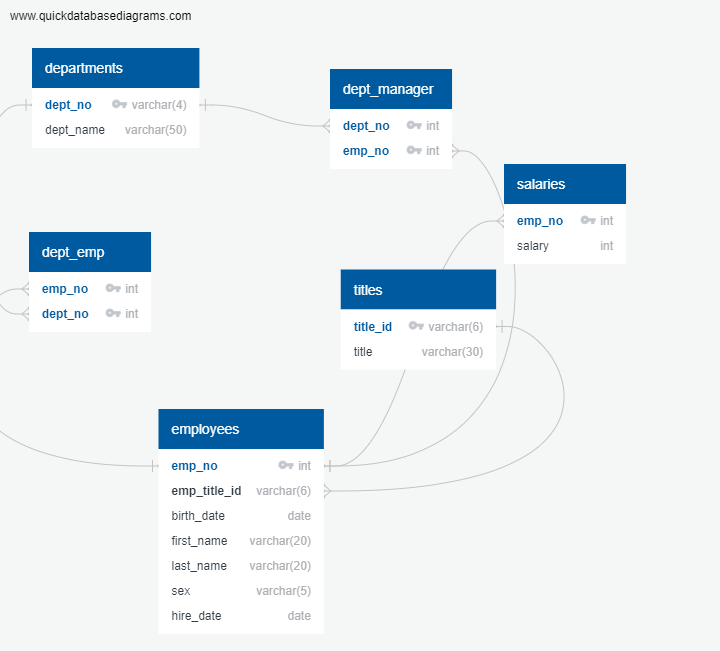 www.quickdatabasediagrams.com
departments
dept_no varchar(4)
dept_name varchar(50)
dept_manager
dept_no int
emp_no int
salaries
emp_no int
salary int
dept_emp
emp_no int
dept_no int
titles
title_id varchar(6)
title varchar(30)
employees
emp_no int
emp_title_id varchar(6)
birth_date date
first_name varchar(20)
last_name varchar(20)
sex varchar(5)
hire_date date